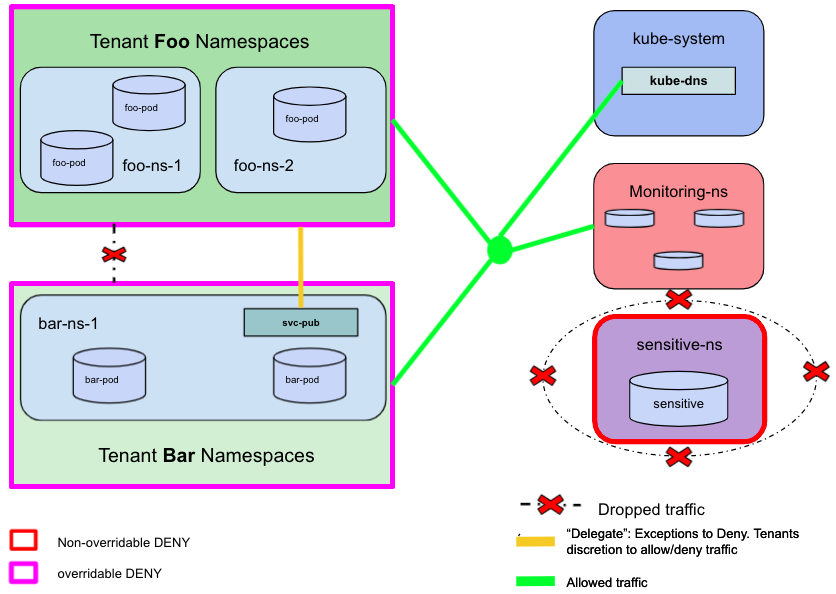 Tenant Foo Namespaces
foo-pod
foo-pod
foo-ns-1
foo-pod
foo-ns-2
kube-system
kube-dns
Monitoring-ns
bar-ns-1
svc-pub
bar-pod
bar-pod
Tenant Bar Namespaces
sensitive-ns
sensitive
Non-overridable DENY
overridable DENY
Dropped traffic
“Delegate”: Exceptions to Deny. Tenants
discretion to allow/deny traffic
Allowed traffic